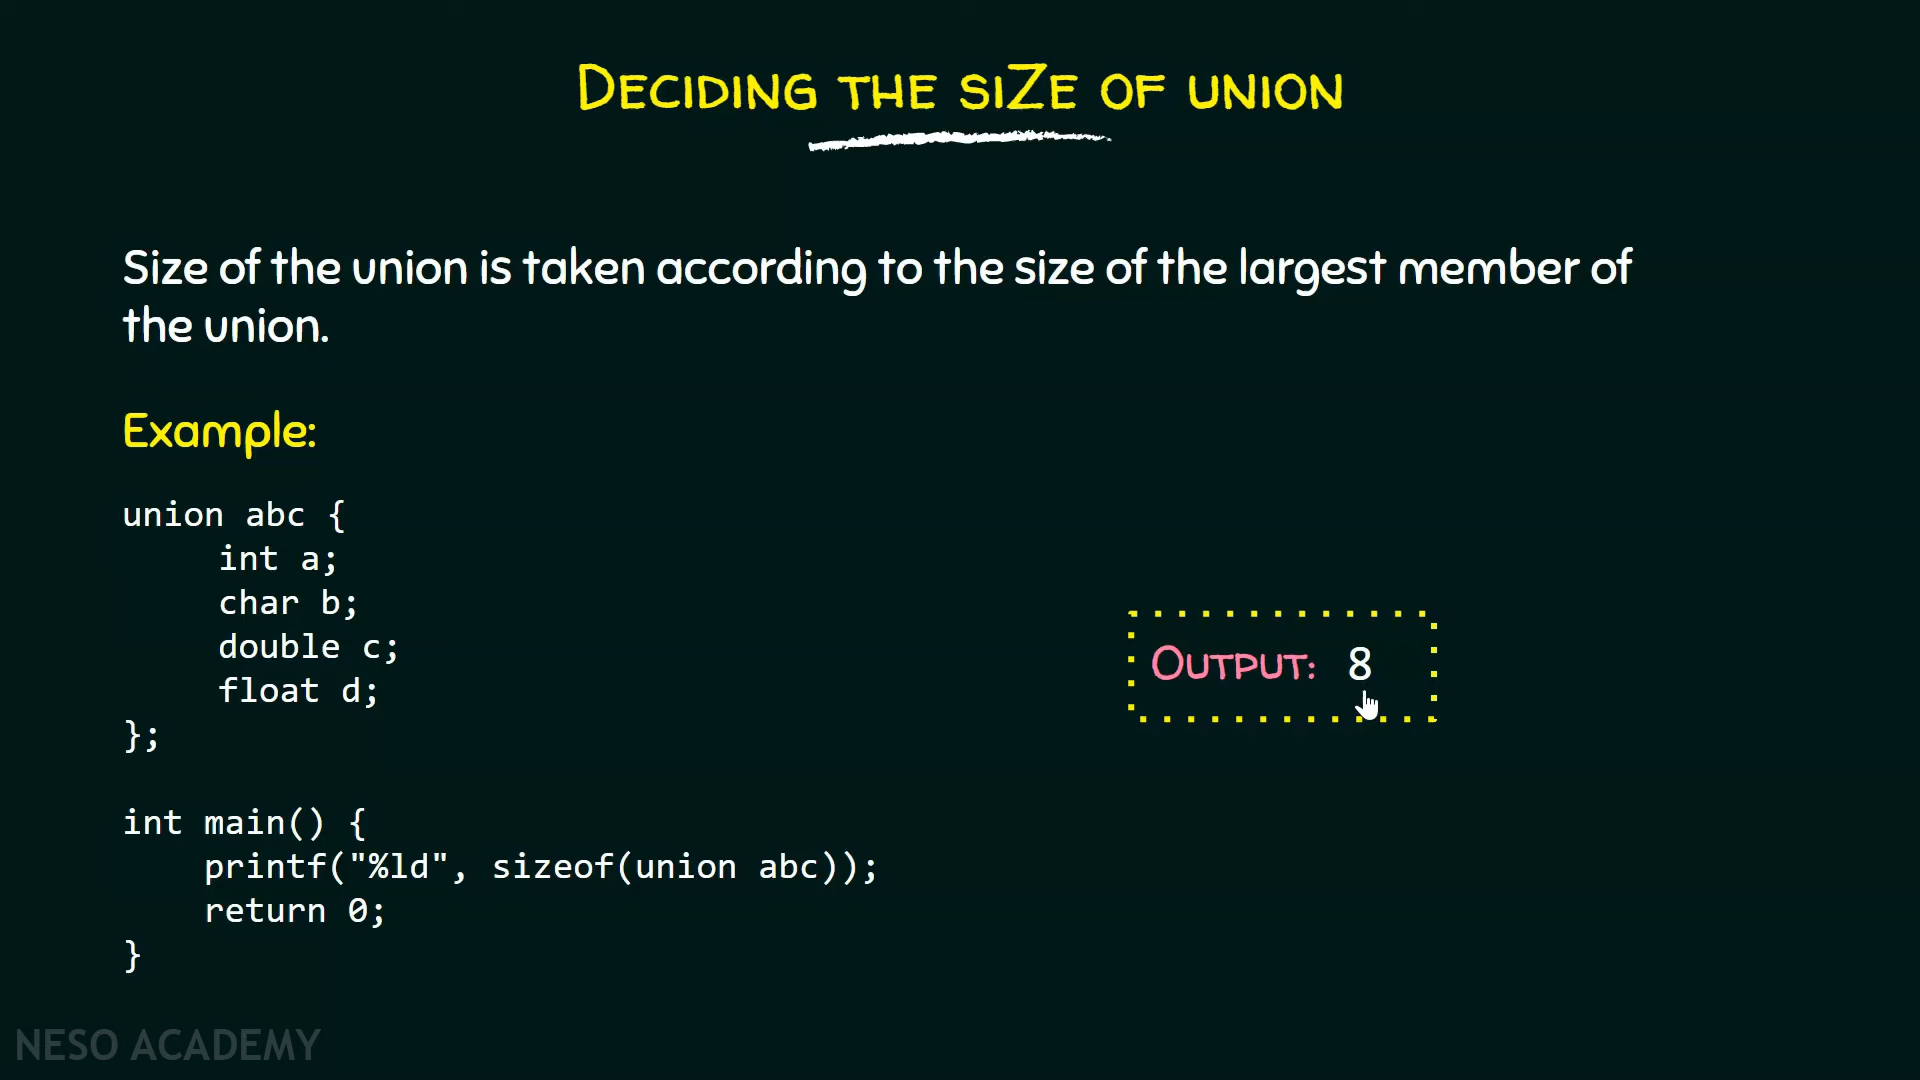 DECIDING THE SIZE OF UNION
Size of the union is taken according to the size of the largest member of
the union.
Example:
union abc {
int a;
char b;
double c;
float d;
};
OUTPUT: 8
int main() {
printf("%ld", sizeof(union abc));
return 0;
}
NESO ACADEMY